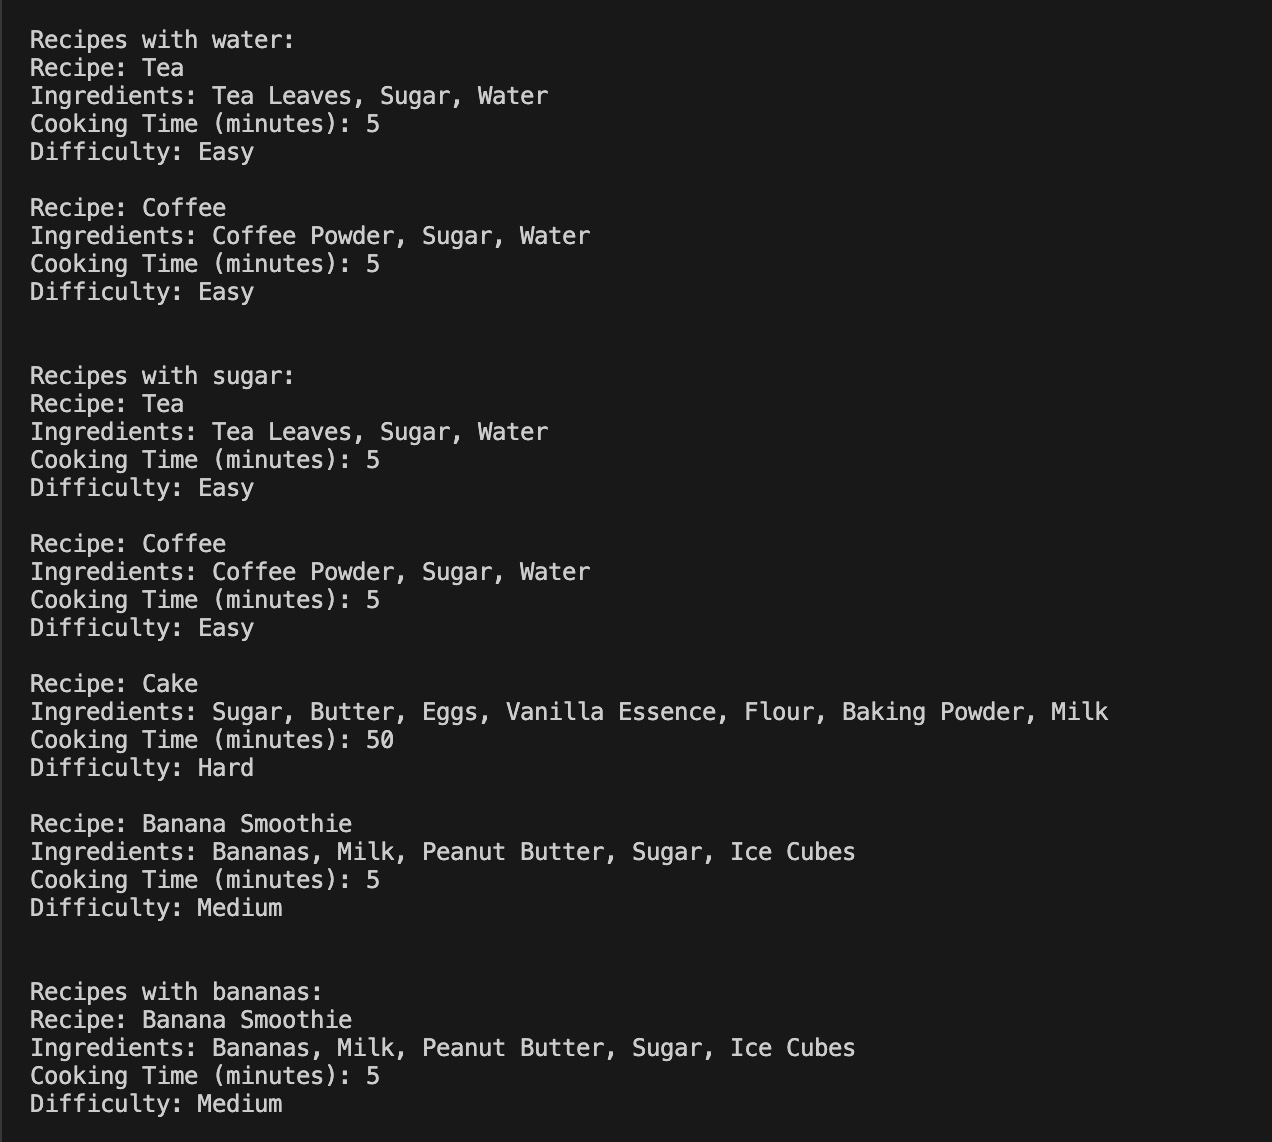 Recipes with water:
Recipe: Tea
Ingredients: Tea Leaves, Sugar, Water
Cooking Time (minutes): 5
Difficulty: Easy
Recipe: Coffee
Ingredients: Coffee Powder, Sugar, Water
Cooking Time (minutes): 5
Difficulty: Easy
Recipes with sugar:
Recipe: Tea
Ingredients: Tea Leaves, Sugar, Water
Cooking Time (minutes): 5
Difficulty: Easy
Recipe: Coffee
Ingredients: Coffee Powder, Sugar, Water
Cooking Time (minutes): 5
Difficulty: Easy
Recipe: Cake
Ingredients: Sugar, Butter, Eggs, Vanilla Essence, Flour, Baking Powder, Milk
Cooking Time (minutes): 50
Difficulty: Hard
Recipe: Banana Smoothie
Ingredients: Bananas, Milk, Peanut Butter, Sugar, Ice Cubes
Cooking Time (minutes): 5
Difficulty: Medium
Recipes with bananas:
Recipe: Banana Smoothie
Ingredients: Bananas, Milk, Peanut Butter, Sugar, Ice Cubes
Cooking Time (minutes): 5
Difficulty: Medium